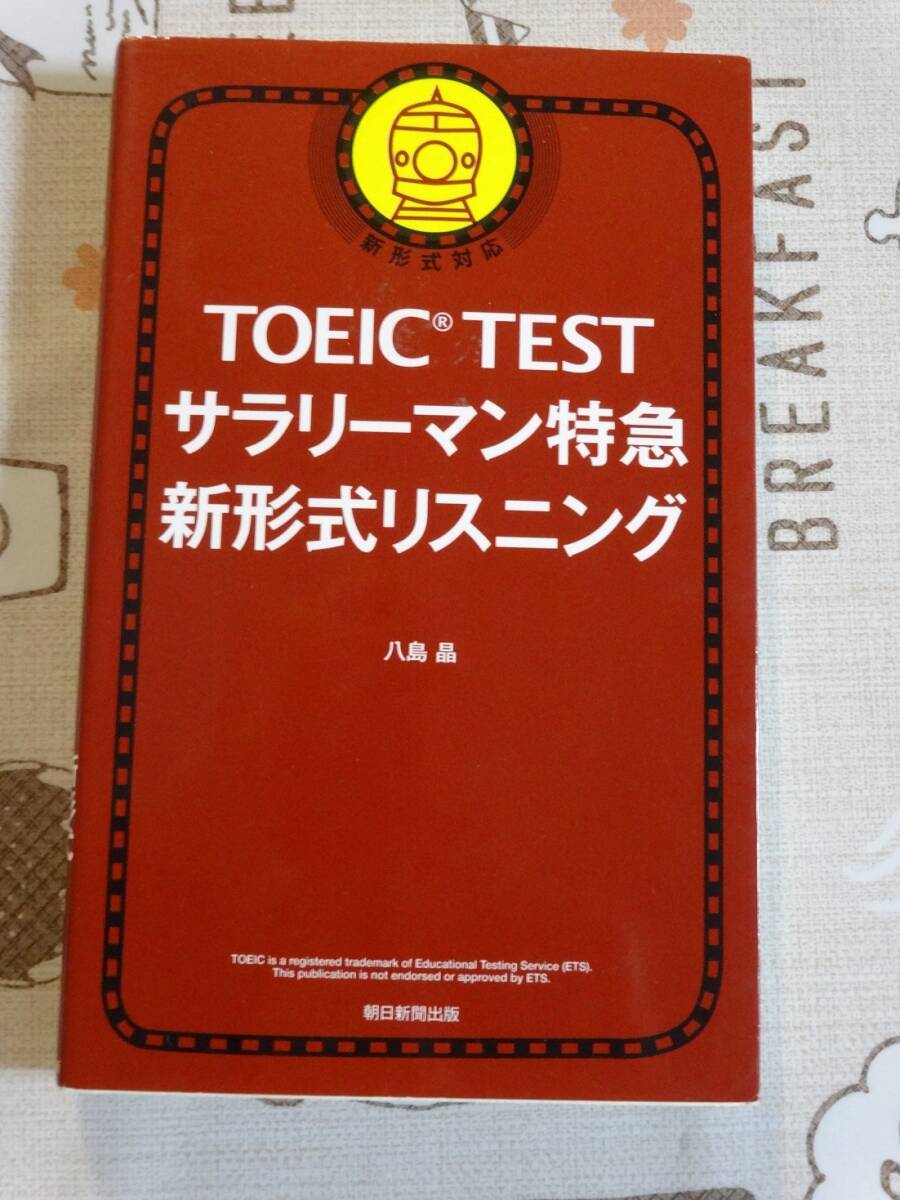 新形式対応
TOEIC® TEST
サラリーマン特急
新形式リスニング
八島 晶
TOEIC is a registered trademark of Educational Testing Service (ETS).
This publication is not endorsed or approved by ETS.
朝日新聞出版
BREAKFAST